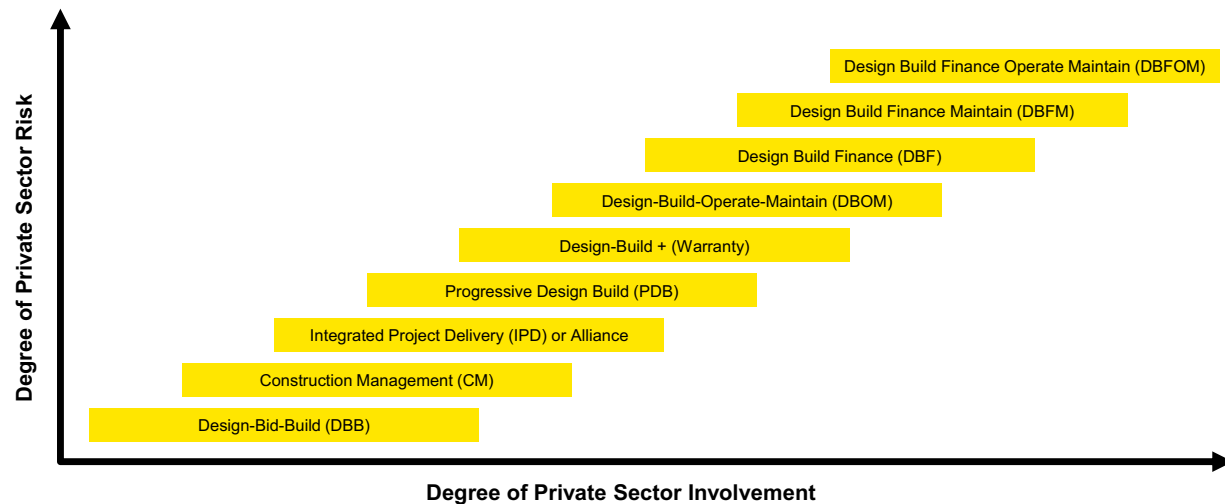 Degree of Private Sector Risk
Design Build Finance Operate Maintain (DBFOM)
Design Build Finance Maintain (DBFM)
Design Build Finance (DBF)
Design-Build-Operate-Maintain (DBOM)
Design-Build + (Warranty)
Progressive Design Build (PDB)
Integrated Project Delivery (IPD) or Alliance
Construction Management (CM)
Design-Bid-Build (DBB)
Degree of Private Sector Involvement